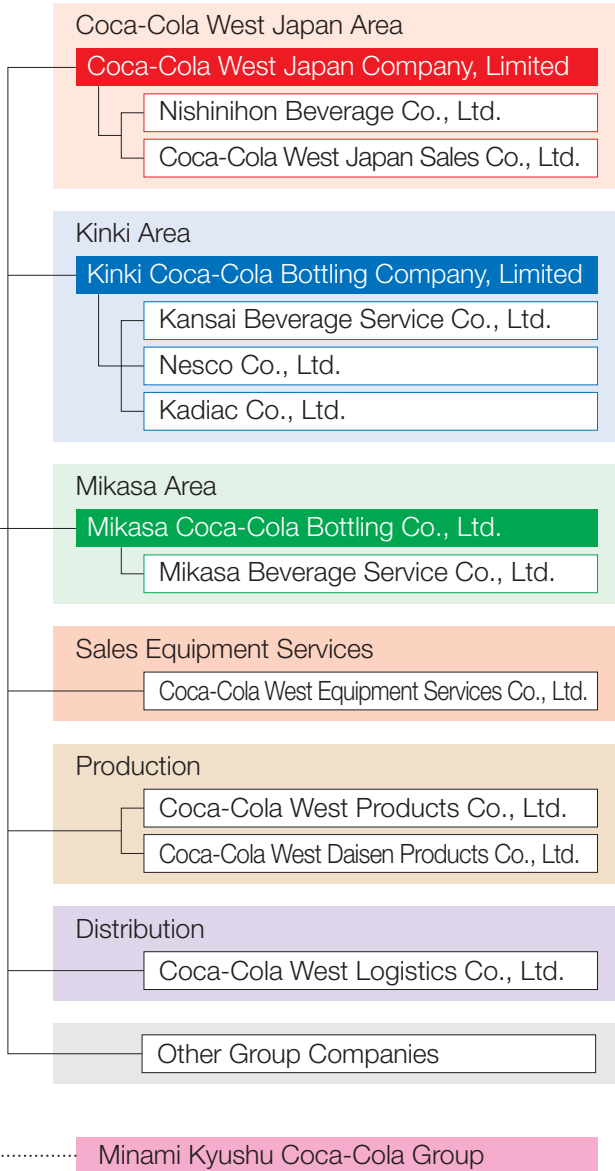 Coca-Cola West Japan Area
Coca-Cola West Japan Company, Limited
Nishinihon Beverage Co., Ltd.
Coca-Cola West Japan Sales Co., Ltd.
Kinki Area
Kinki Coca-Cola Bottling Company, Limited
Kansai Beverage Service Co., Ltd.
Nesco Co., Ltd.
Kadiac Co., Ltd.
Mikasa Area
Mikasa Coca-Cola Bottling Co., Ltd.
Mikasa Beverage Service Co., Ltd.
Sales Equipment Services
Coca-Cola West Equipment Services Co., Ltd.
Production
Coca-Cola West Products Co., Ltd.
Coca-Cola West Daisen Products Co., Ltd.
Distribution
Coca-Cola West Logistics Co., Ltd.
Other Group Companies
Minami Kyushu Coca-Cola Group